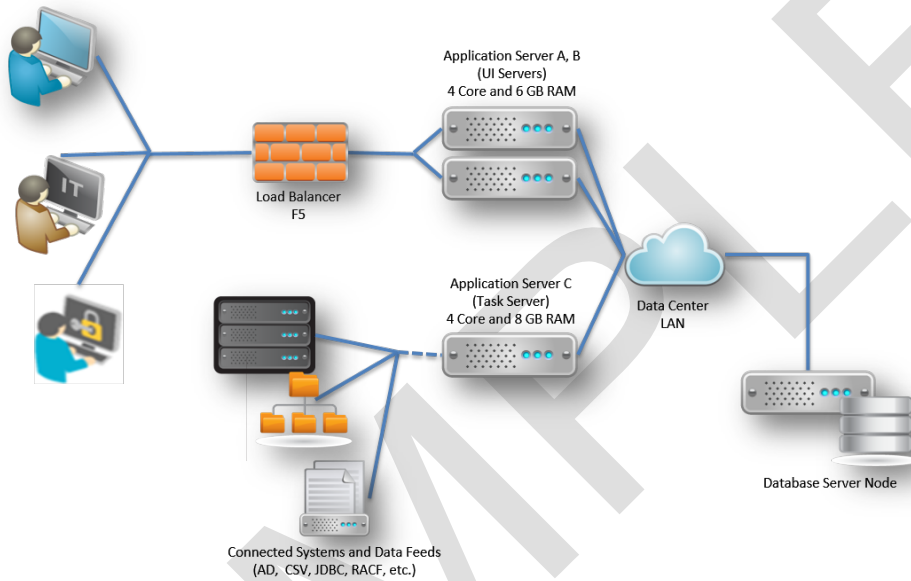 Application Server A, B
(UI Servers)
4 Core and 6 GB RAM
IT
Load Balancer
F5
Application Server C
(Task Server)
4 Core and 8 GB RAM
Data Center
LAN
Database Server Node
Connected Systems and Data Feeds
(AD, CSV, JDBC, RACF, etc.)
MPLE